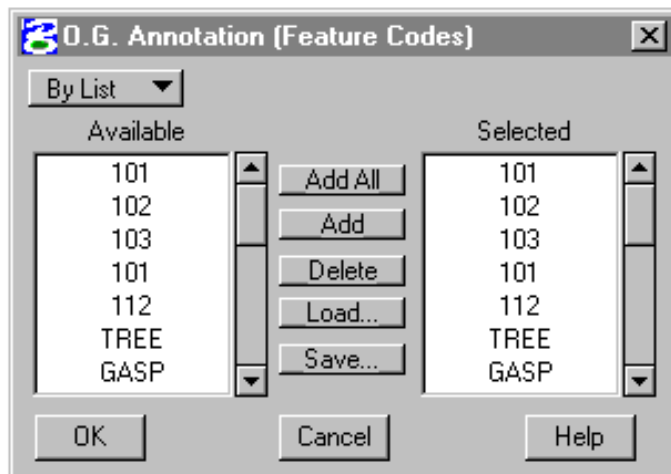 O.G. Annotation (Feature Codes)
By List
Available
101
102
103
101
112
TREE
GASP
Add All
Add
Delete
Load...
Save...
Selected
101
102
103
101
112
TREE
GASP
OK
Cancel
Help